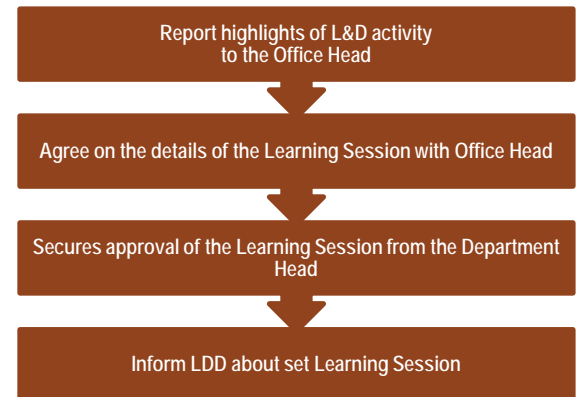 Report highlights of L&D activity
to the Office Head
Agree on the details of the Learning Session with Office Head
Secures approval of the Learning Session from the Department
Head
Inform LDD about set Learning Session